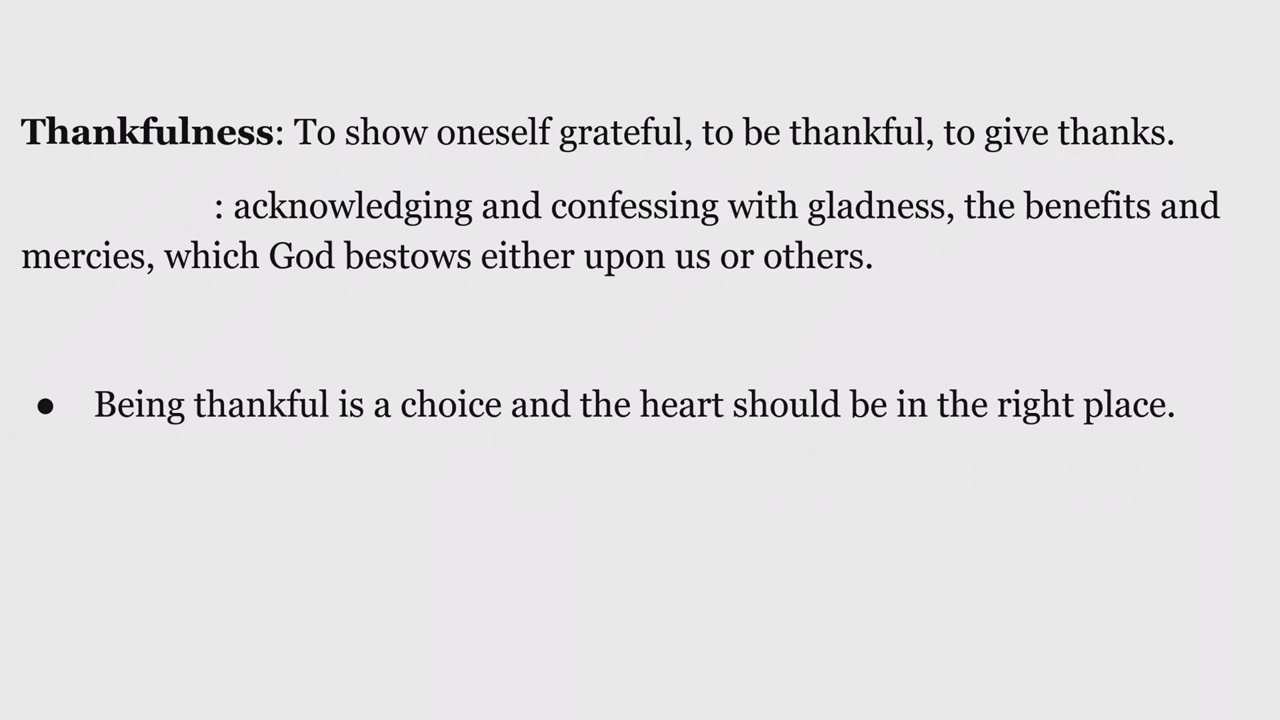 Thankfulness: To show oneself grateful, to be thankful, to give thanks.
: acknowledging and confessing with gladness, the benefits and
mercies, which God bestows either upon us or others.
● Being thankful is a choice and the heart should be in the right place.